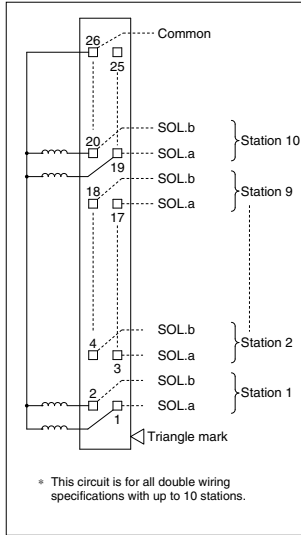 26
Common
25
20
SOL.b
SOL.a
Station 10
19
18
SOL.b
SOL.a
Station 9
17
4
SOL.b
SOL.a
Station 2
3
2
SOL.b
SOL.a
Station 1
1
Triangle mark
* This circuit is for all double wiring
specifications with up to 10 stations.